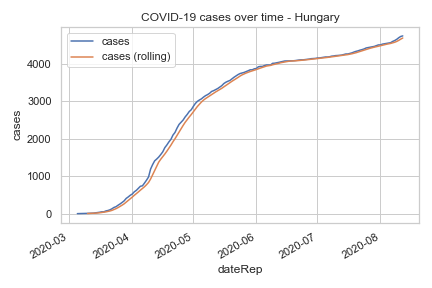 COVID-19 cases over time - Hungary
cases
cases (rolling)
4000
3000
2000
1000
0
cases
2020-03
2020-04
2020-05
2020-06
2020-07
2020-08
dateRep